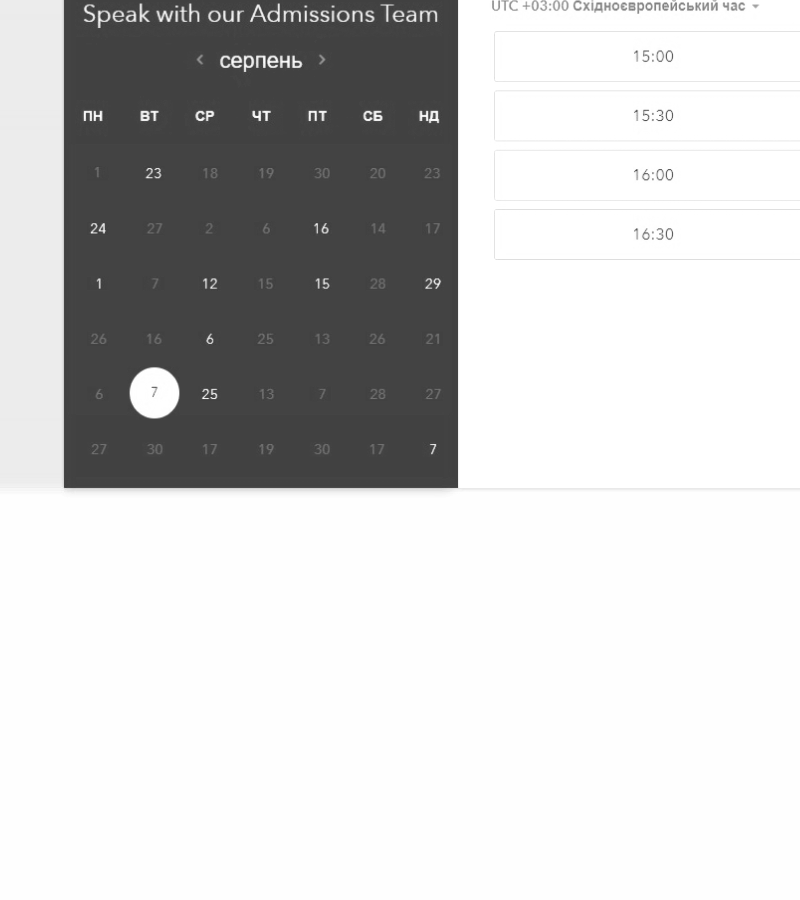 Speak with our Admissions Team
‹ серпень ›
ПН ВТ СР ЧТ ПТ СБ НД
1 23 18 19 30 20 23
24 27 2 6 16 14 17
1 7 12 15 15 28 29
26 16 6 25 13 26 21
6 7 25 13 7 28 27
27 30 17 19 30 17 7
UTC +03:00 Східноєвропейський час
15:00
15:30
16:00
16:30